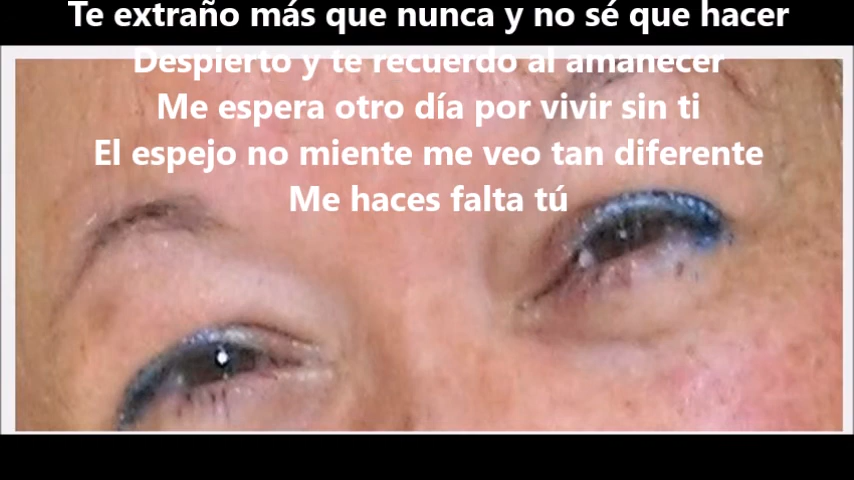 Te extraño más que nunca y no sé que hacer
Despierto y te recuerdo al amanecer
Me espera otro día por vivir sin ti
El espejo no miente me veo tan diferente
Me haces falta tú